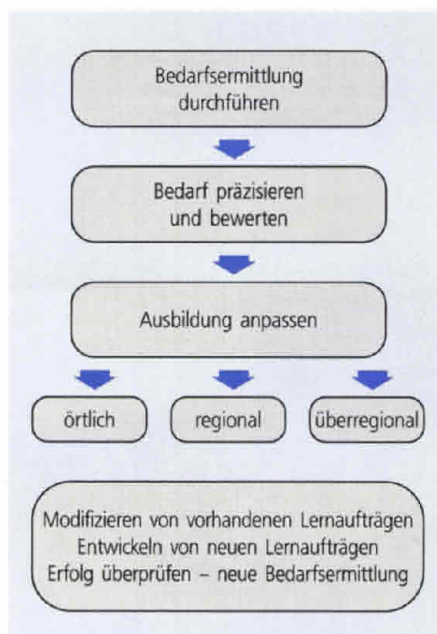 Bedarfsermittlung
durchführen
Bedarf präzisieren
und bewerten
Ausbildung anpassen
örtlich
regional
überregional
Modifizieren von vorhandenen Lernaufträgen
Entwickeln von neuen Lernaufträgen
Erfolg überprüfen – neue Bedarfsermittlung